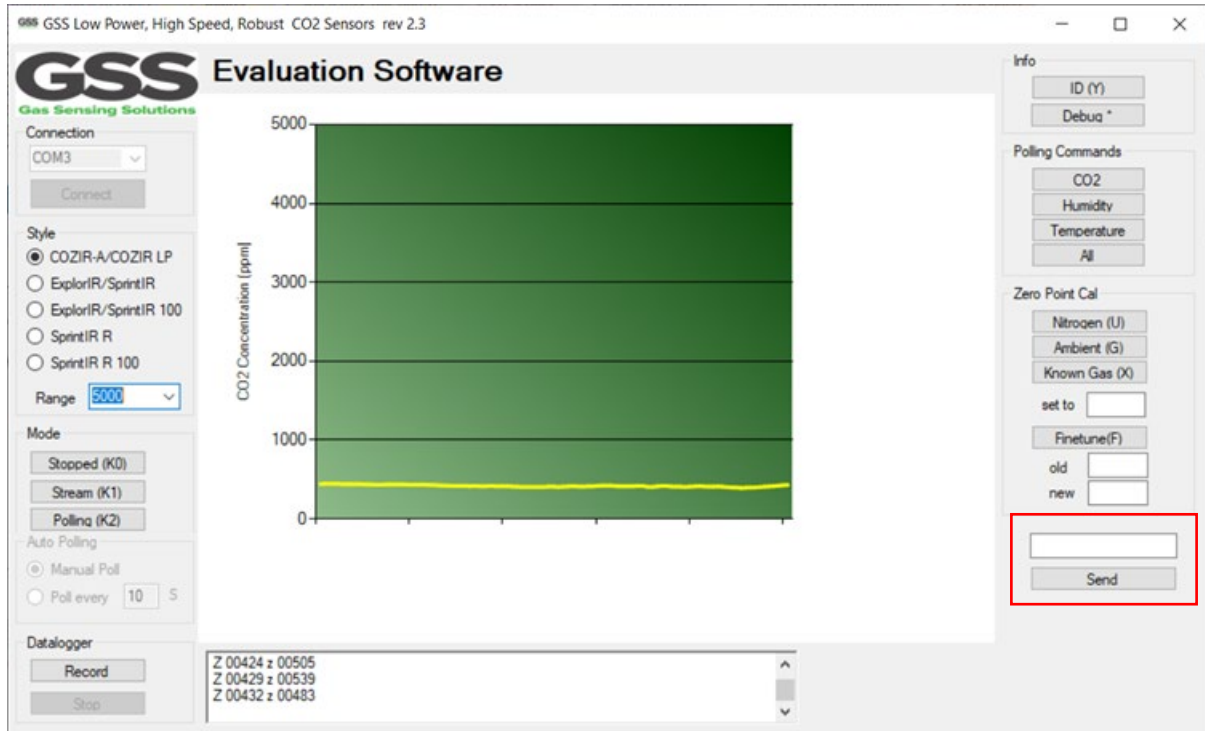 GSS GSS Low Power, High Speed, Robust CO2 Sensors rev 2.3
GSS
Gas Sensing Solutions
Evaluation Software
Connection
COM3
Connect
Style
COZIR-A/COZIR LP
ExplorIR/SprintIR
ExplorIR/SprintIR 100
SprintIR R
SprintIR R 100
Range 5000
Mode
Stopped (K0)
Stream (K1)
Polling (K2)
Auto Polling
Manual Poll
Poll every 10 S
Datalogger
Record
Stop
CO2 Concentration [ppm]
5000
4000
3000
2000
1000
0
Z 00424 z 00505
Z 00429 z 00539
Z 00432 z 00483
Info
ID (Y)
Debug *
Polling Commands
CO2
Humidity
Temperature
All
Zero Point Cal
Nitrogen (U)
Ambient (G)
Known Gas (X)
set to
Finetune(F)
old
new
Send